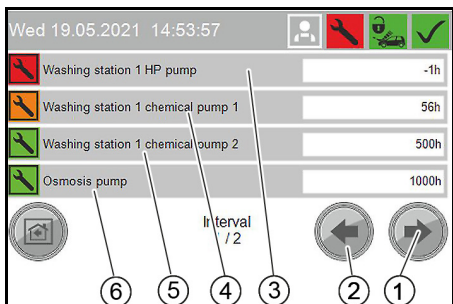 Wed 19.05.2021 14:53:57
Washing station 1 HP pump -1h
Washing station 1 chemical pump 1 56h
Washing station 1 chemical pump 2 500h
Osmosis pump 1000h
Interval
/ 2
6 5 4 3 2 1